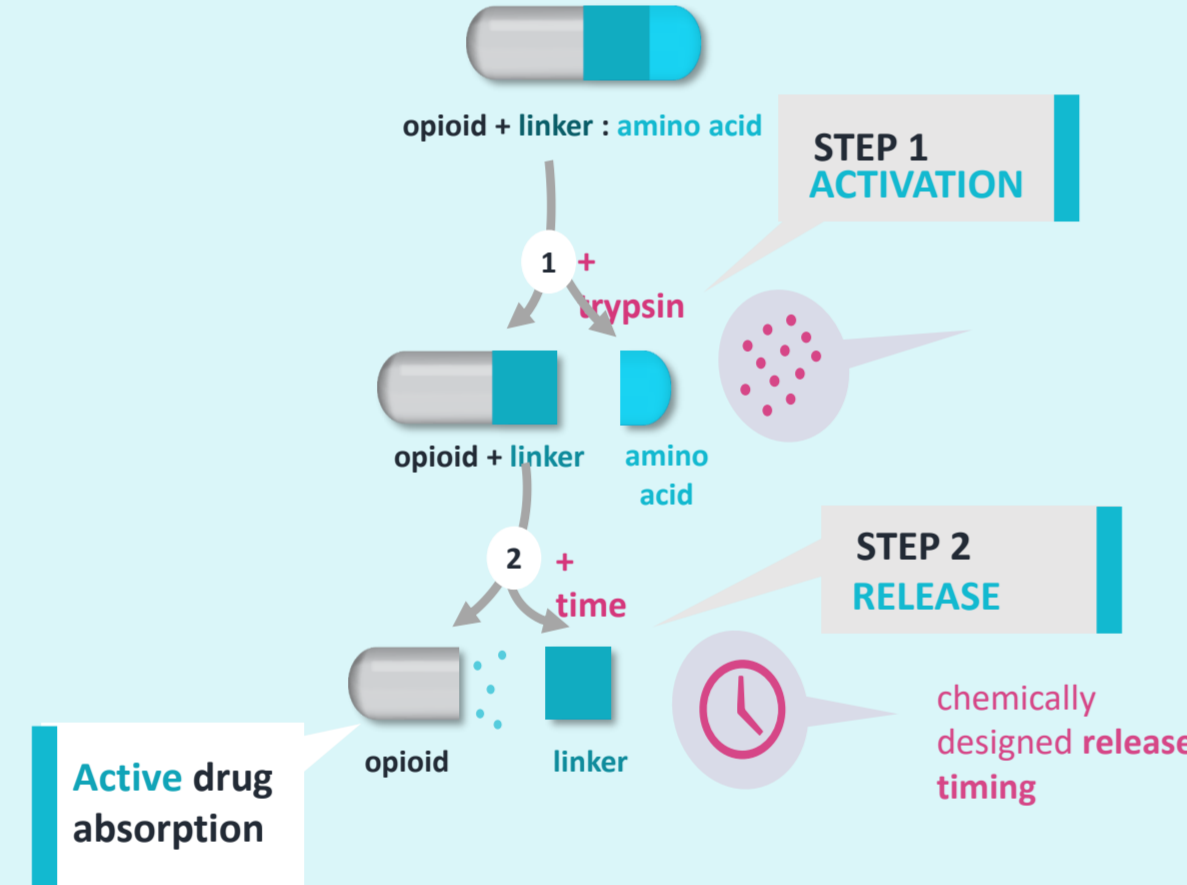 opioid + linker : amino acid
STEP 1
ACTIVATION
1
+
trypsin
opioid + linker
amino
acid
2
+
time
STEP 2
RELEASE
opioid
linker
chemically
designed release
timing
Active drug
absorption